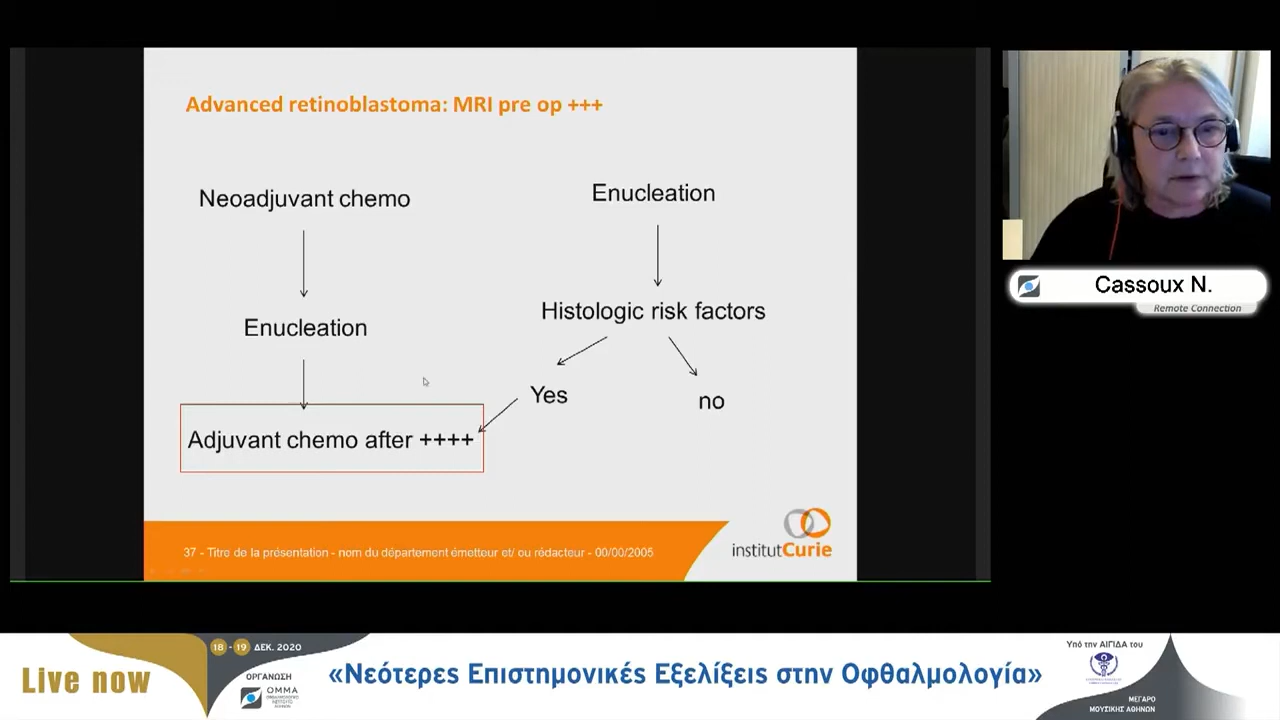 Advanced retinoblastoma: MRI pre op +++
Neoadjuvant chemo
Enucleation
Enucleation
Histologic risk factors
Yes
no
Adjuvant chemo after ++++
37 - Titre de la présentation - nom du département émetteur et/ ou rédacteur - 00/00/2005
institutCurie
Cassoux N.
Remote Connection
Live now
18 - 19 ΔΕΚ. 2020
ΟΡΓΑΝΩΣΗ
ΟΜΜΑ
«Νεότερες Επιστημονικές Εξελίξεις στην Οφθαλμολογία»
Υπό την ΑΙΓΙΔΑ του
ΜΕΓΑΡΟ
ΜΟΥΣΙΚΗΣ ΑΘΗΝΩΝ